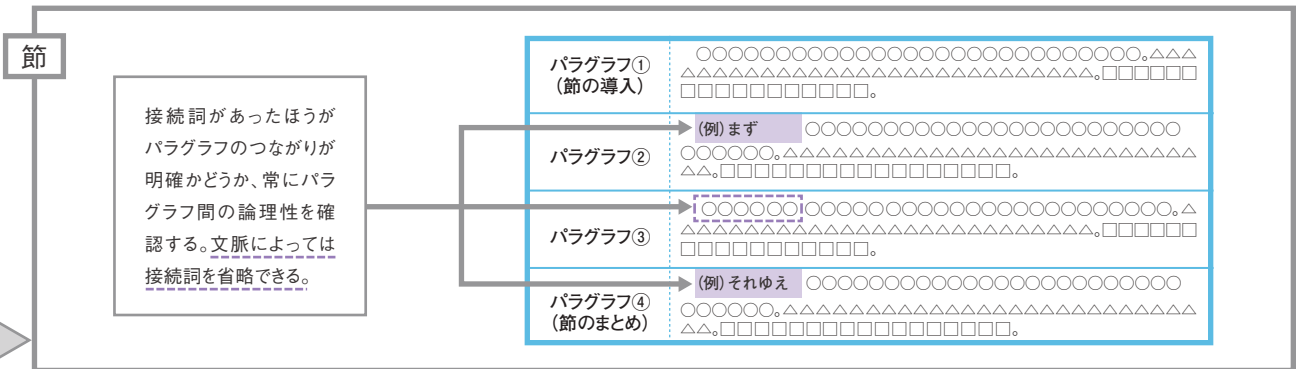 節
接続詞があったほうが
パラグラフのつながりが
明確かどうか、常にパラ
グラフ間の論理性を確
認する。文脈によっては
接続詞を省略できる。
パラグラフ①
(節の導入)
○○○○○○○○○○○○○○○○○○○○○○○○○○○○。△△△
△△△△△△△△△△△△△△△△△△△△△△△△△△。□□□□□□
□□□□□□□□□□□。
パラグラフ②
(例)まず ○○○○○○○○○○○○○○○○○○○○○○○○
○○○○○○。△△△△△△△△△△△△△△△△△△△△△△△△△△
△△。□□□□□□□□□□□□□□□□□。
パラグラフ③
○○○○○○○○○○○○○○○○○○○○○○○○○○○○○○。△
△△△△△△△△△△△△△△△△△△△△△△△△△△。□□□□□□
□□□□□□□□□□□。
パラグラフ④
(節のまとめ)
(例)それゆえ ○○○○○○○○○○○○○○○○○○○○○○○○
○○○○○○。△△△△△△△△△△△△△△△△△△△△△△△△△△
△△。□□□□□□□□□□□□□□□□□。